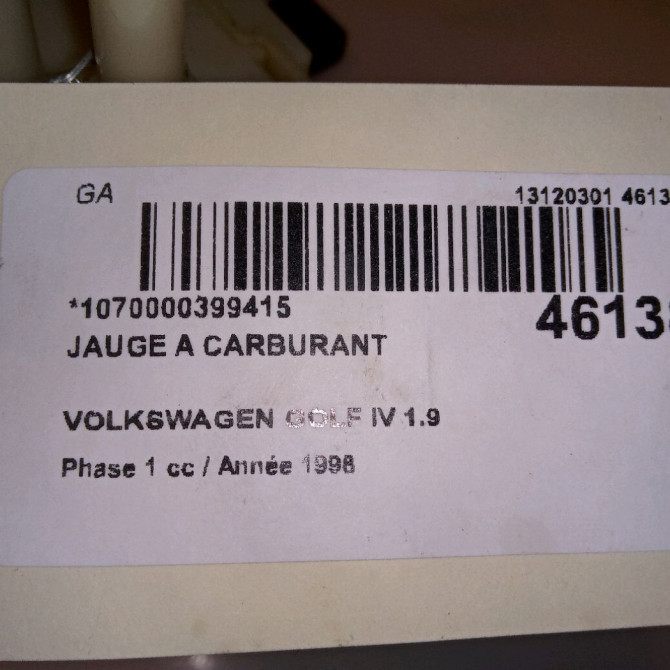 GA
13120301 4613
*1070000399415
4613
JAUGE A CARBURANT
VOLKSWAGEN GOLF IV 1.9
Phase 1 cc / Année 1998